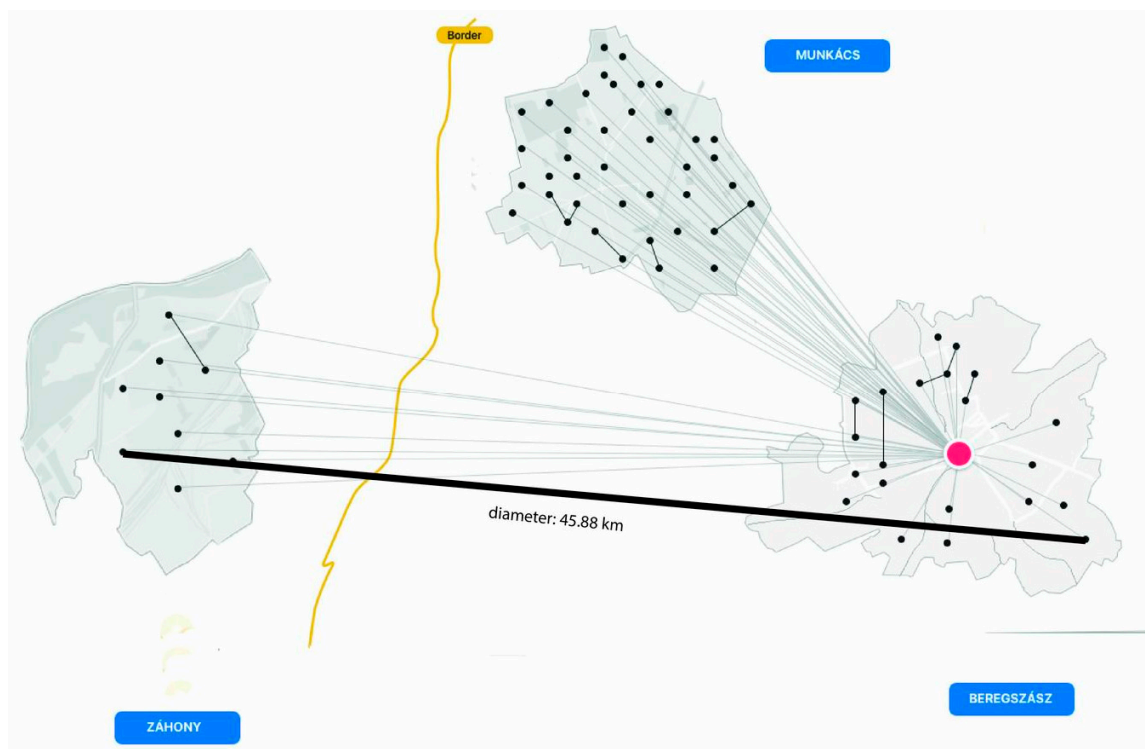 Border
MUNKÁCS
diameter: 45.88 km
BEREGSZÁSZ
ZÁHONY